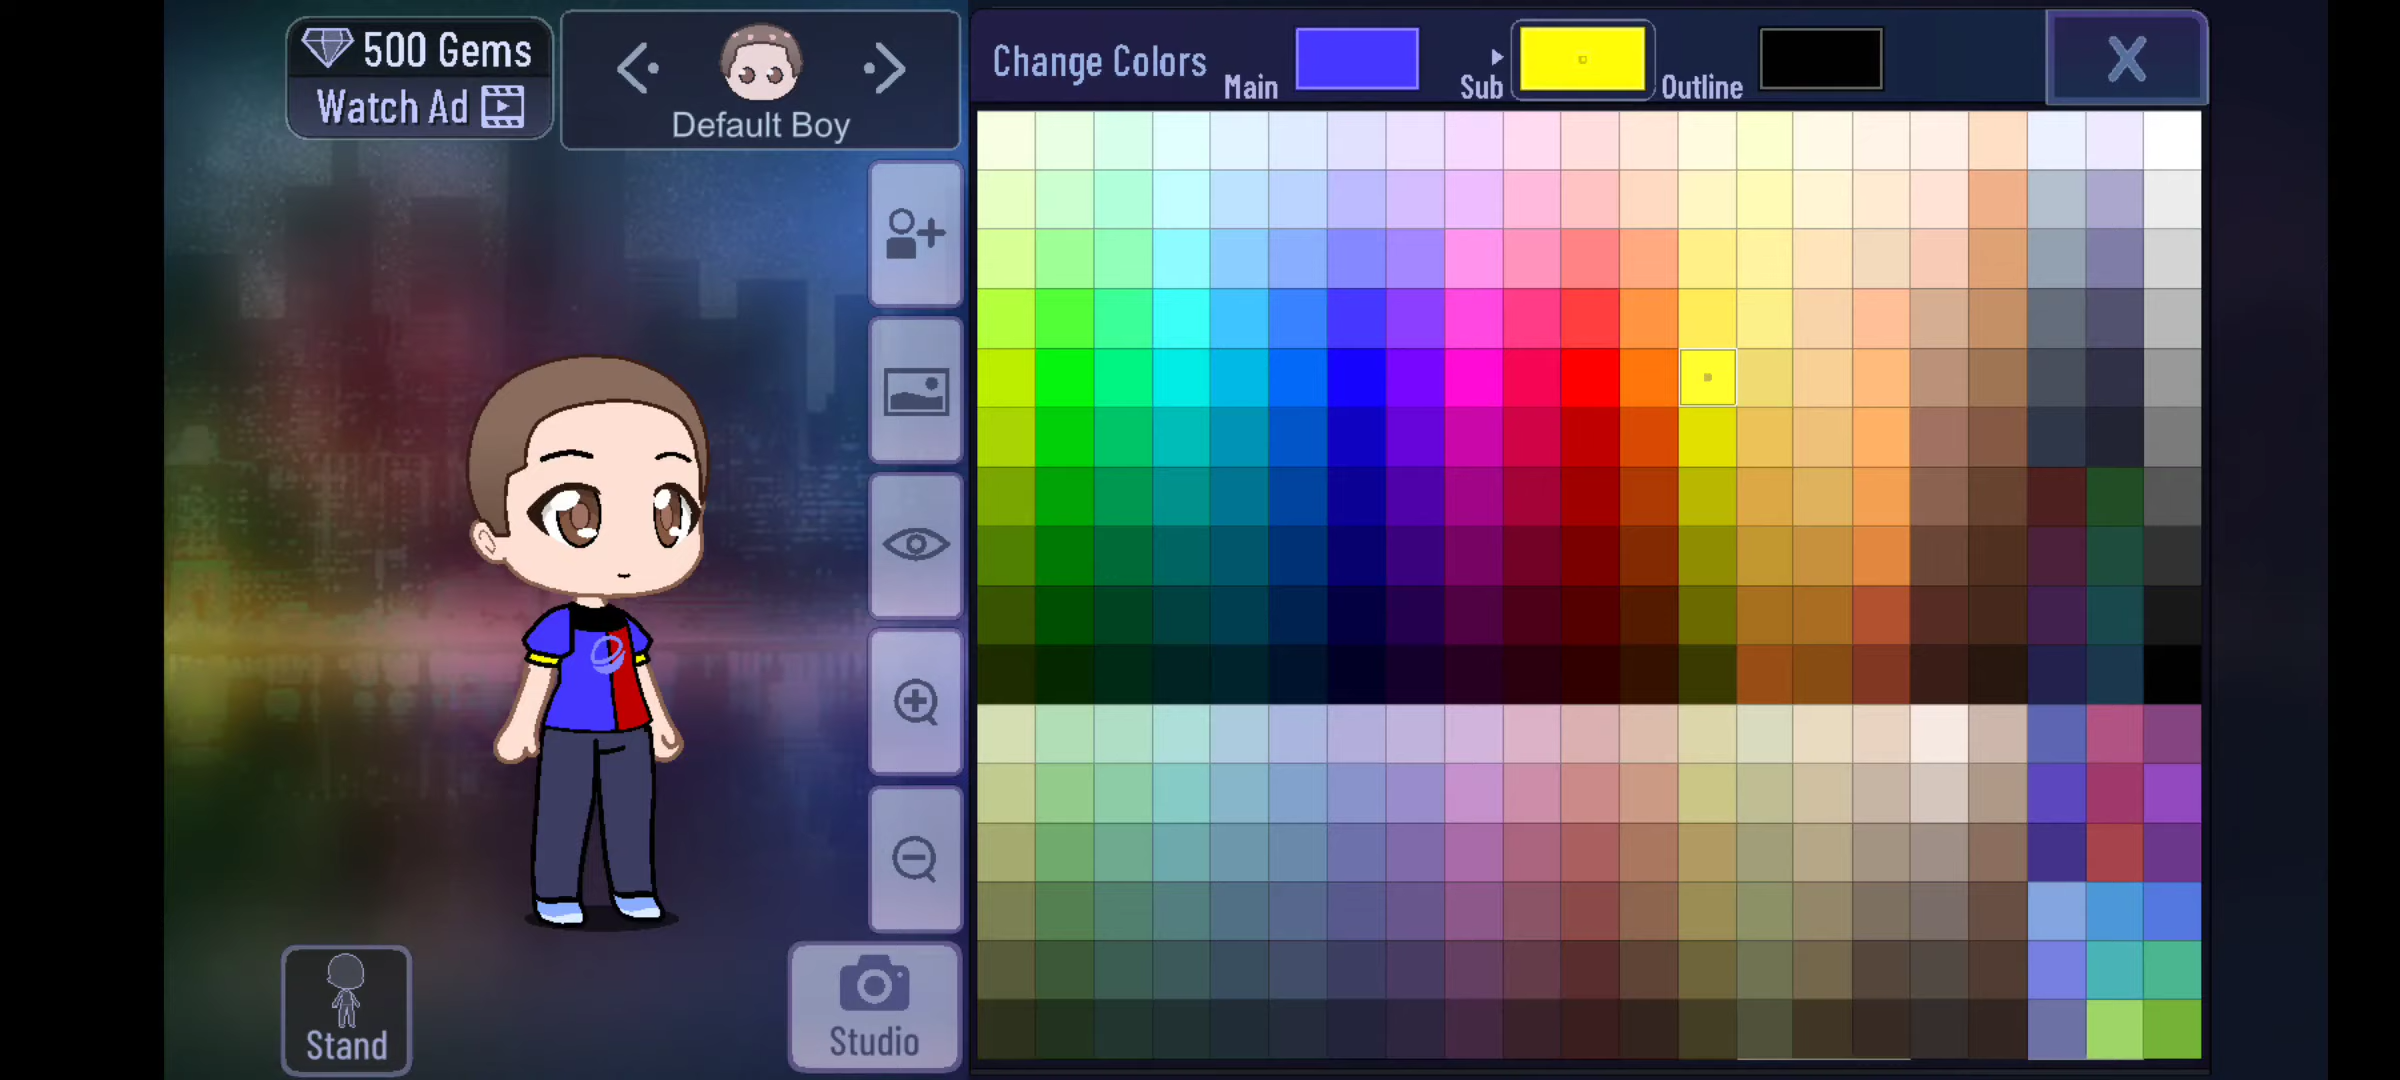 500 Gems
Watch Ad
Default Boy
Change Colors
Main
Sub
Outline
X
Stand
Studio